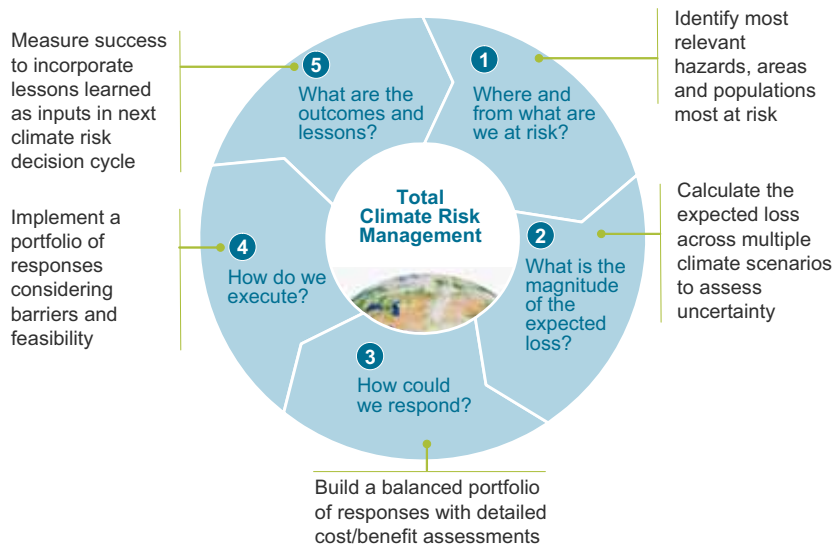 Total
Climate Risk
Management
1
Where and
from what are
we at risk?
Identify most
relevant
hazards, areas
and populations
most at risk
2
What is the
magnitude
of the
expected
loss?
Calculate the
expected loss
across multiple
climate scenarios
to assess
uncertainty
3
How could
we respond?
Build a balanced portfolio
of responses with detailed
cost/benefit assessments
4
How do we
execute?
Implement a
portfolio of
responses
considering
barriers and
feasibility
5
What are the
outcomes and
lessons?
Measure success
to incorporate
lessons learned
as inputs in next
climate risk
decision cycle